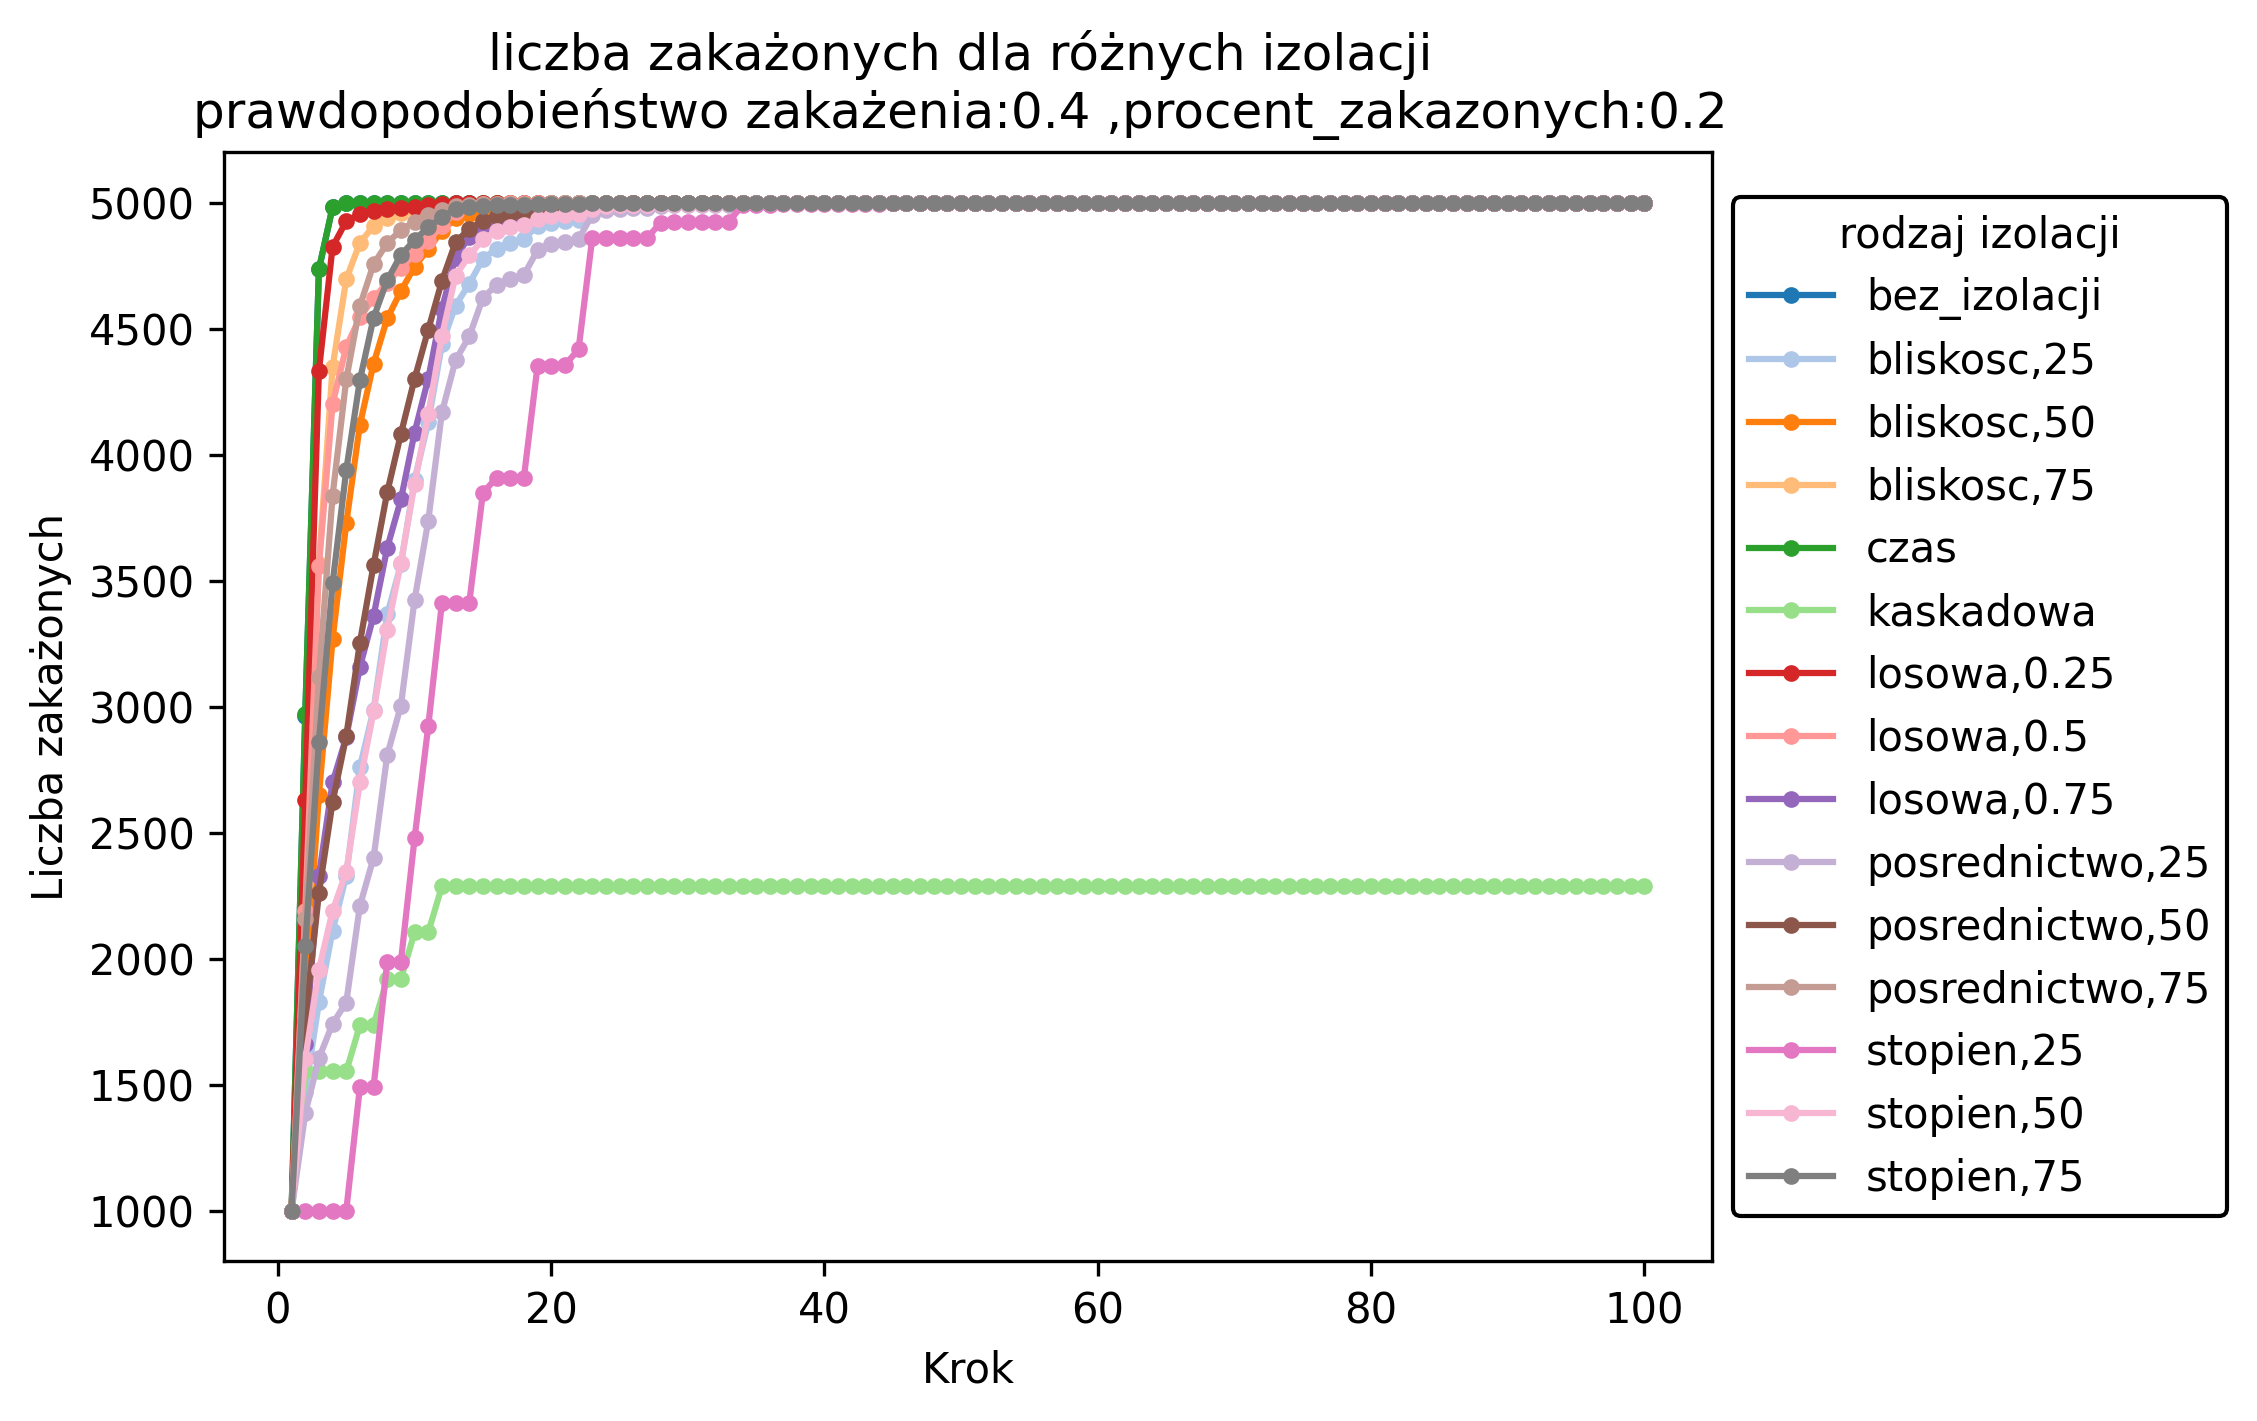 liczba zakażonych dla różnych izolacji
prawdopodobieństwo zakażenia:0.4 ,procent_zakazonych:0.2
Liczba zakażonych
5000
4500
4000
3500
3000
2500
2000
1500
1000
0 20 40 60 80 100
Krok
rodzaj izolacji
bez_izolacji
bliskosc,25
bliskosc,50
bliskosc,75
czas
kaskadowa
losowa,0.25
losowa,0.5
losowa,0.75
posrednictwo,25
posrednictwo,50
posrednictwo,75
stopien,25
stopien,50
stopien,75